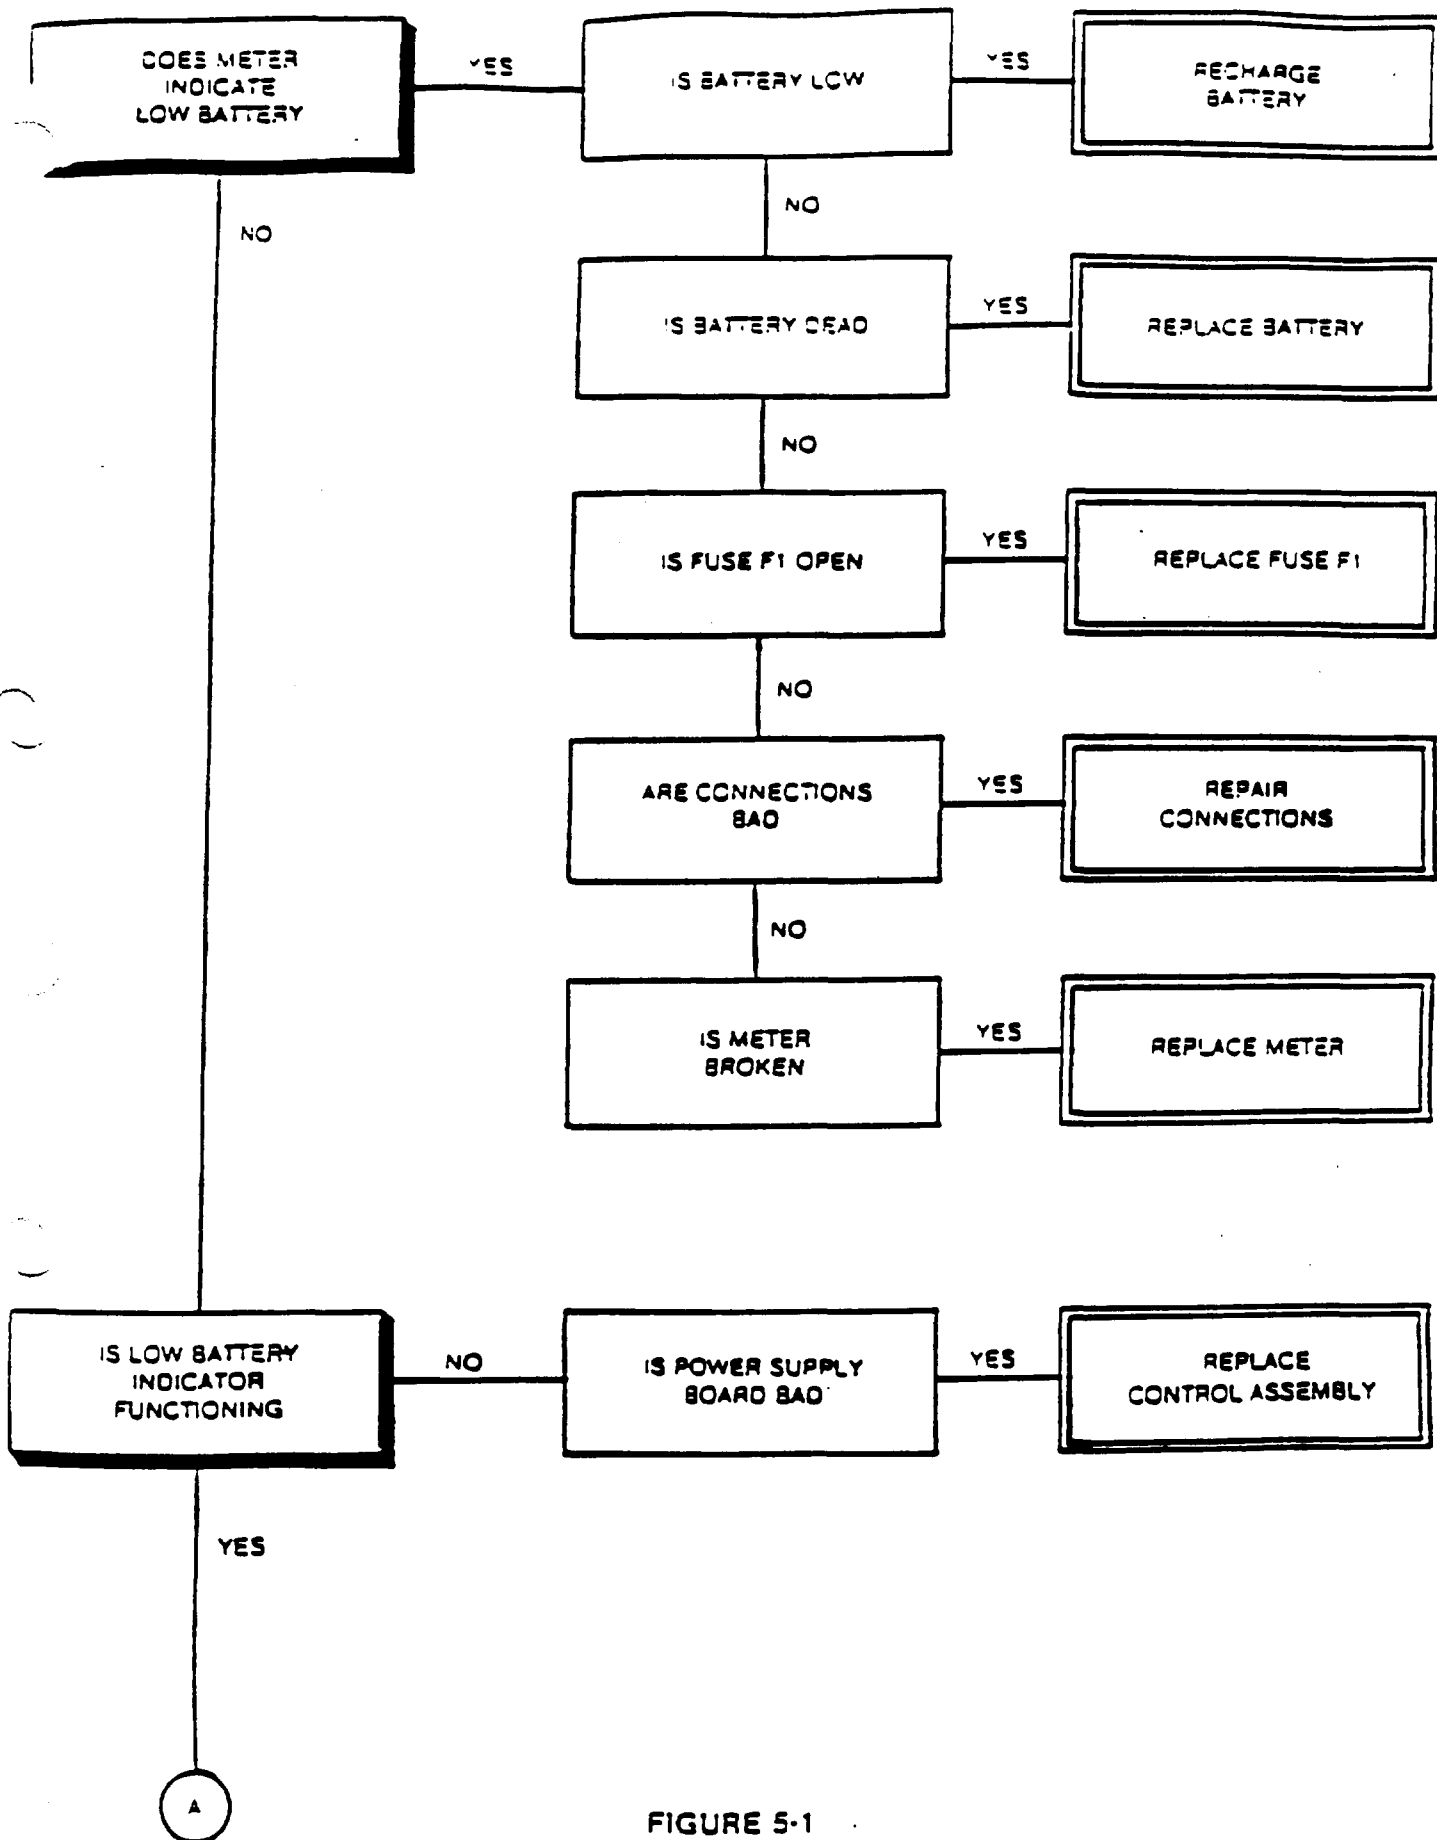 DOES METER
INDICATE
LOW BATTERY
YES
IS BATTERY LOW
YES
RECHARGE
BATTERY
NO
NO
IS BATTERY DEAD
YES
REPLACE BATTERY
NO
IS FUSE F1 OPEN
YES
REPLACE FUSE F1
NO
ARE CONNECTIONS
BAD
YES
REPAIR
CONNECTIONS
NO
IS METER
BROKEN
YES
REPLACE METER
IS LOW BATTERY
INDICATOR
FUNCTIONING
NO
IS POWER SUPPLY
BOARD BAD
YES
REPLACE
CONTROL ASSEMBLY
YES
A
FIGURE 5-1